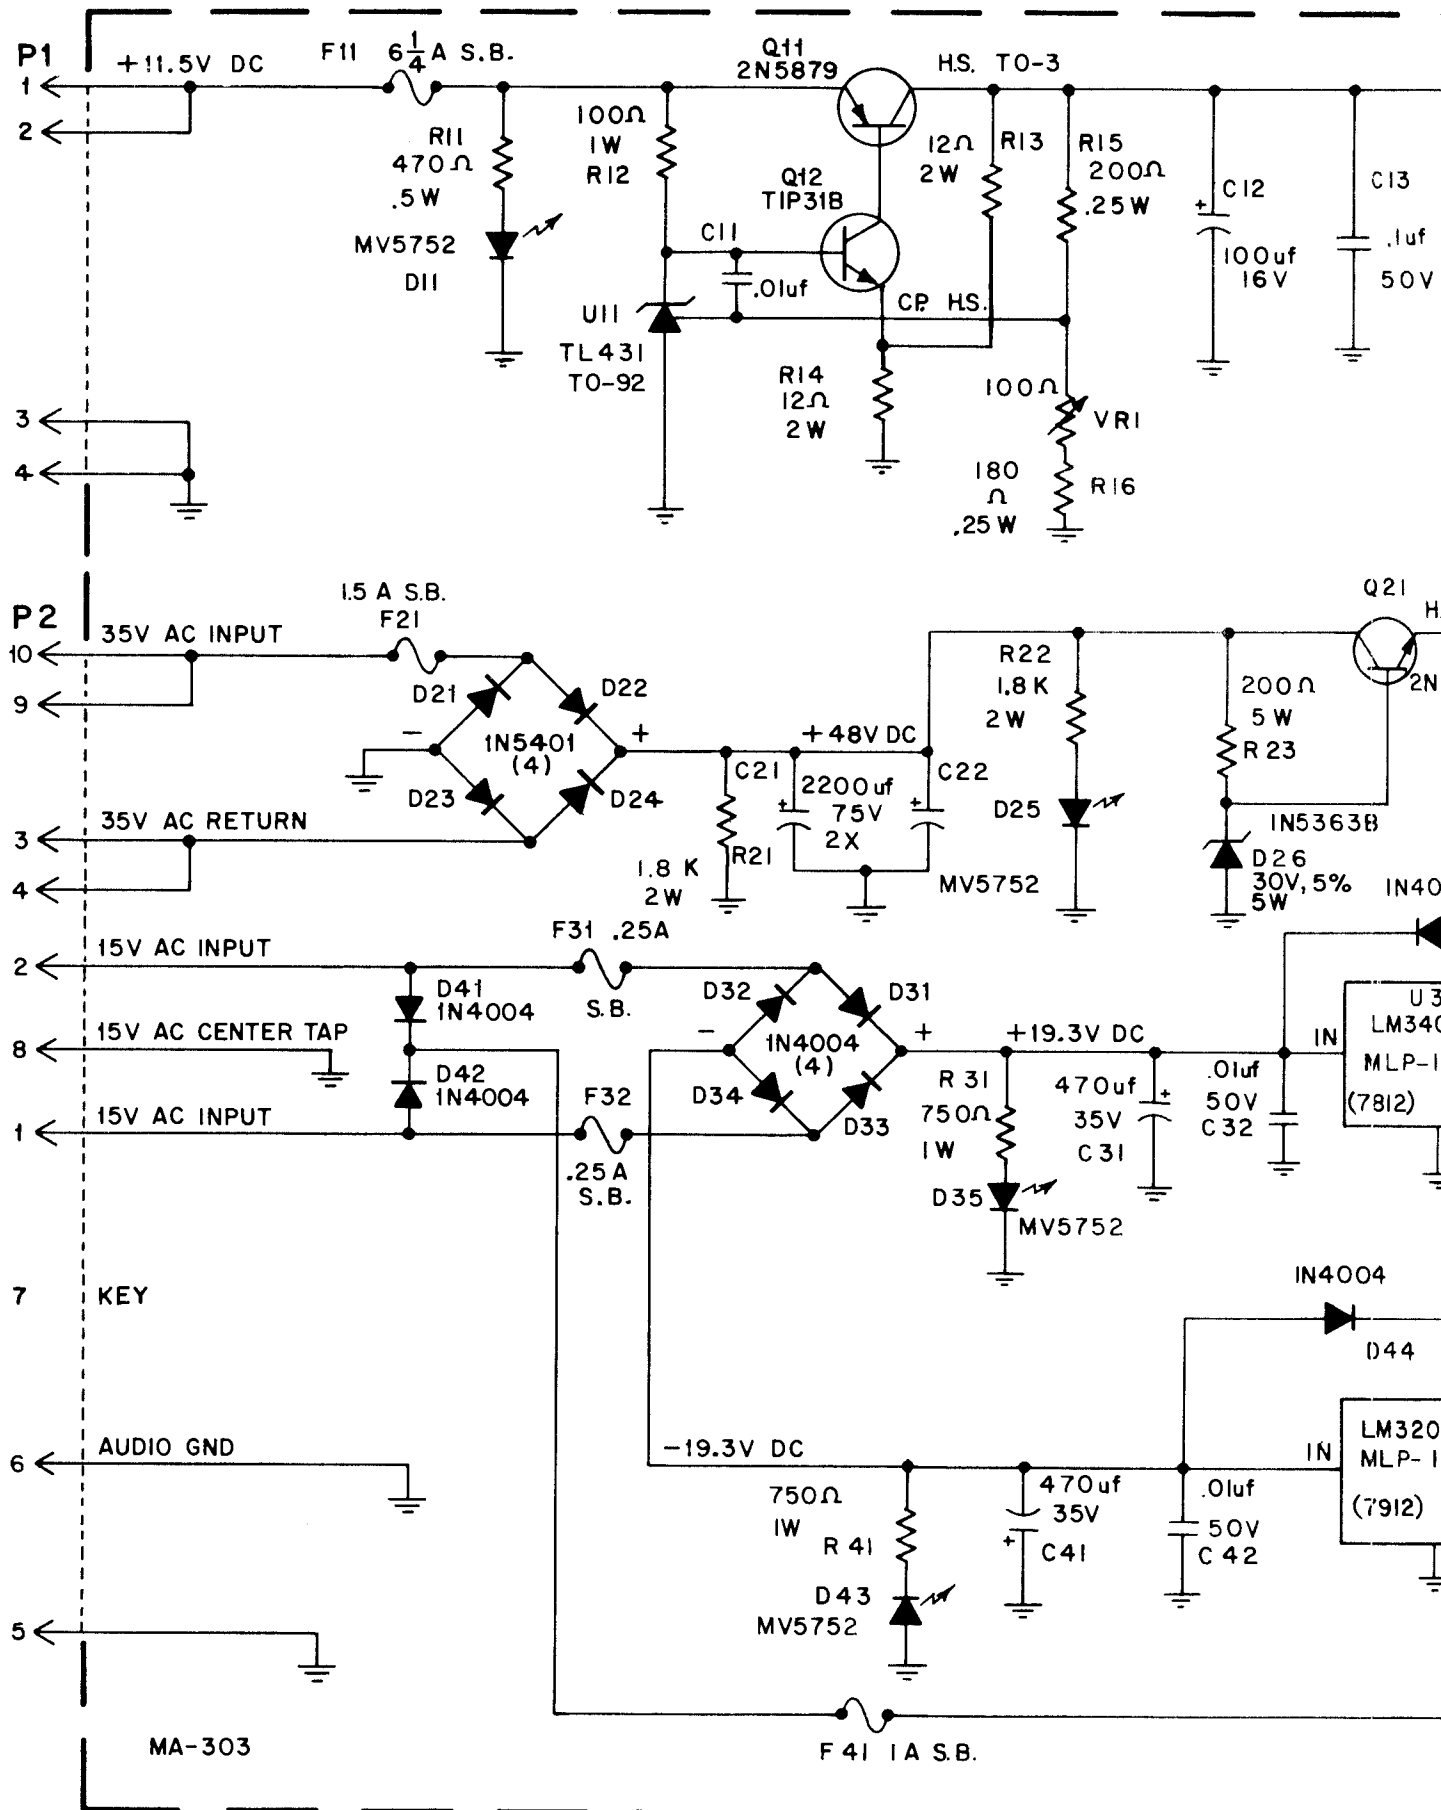 P1
1
2
3
4
+11.5V DC
F11 6 1/4 A S.B.
Q11
2N5879
H.S. TO-3
R11
470Ω
.5W
MV5752
D11
100Ω
1W
R12
Q12
TIP31B
C11
.01uf
U11
TL431
TO-92
C.P. H.S.
12Ω
2W
R13
R14
12Ω
2W
R15
200Ω
.25W
100Ω
VR1
180
Ω
.25W
R16
C12
+
100uf
16V
C13
.1uf
50V
P2
10
9
3
4
2
8
1
7
6
5
35V AC INPUT
1.5 A S.B.
F21
D21
D22
1N5401
(4)
D23
D24
-
+
35V AC RETURN
C21
R21
1.8 K
2W
+48V DC
2200uf
75V
2X
+
+
C22
R22
1.8K
2W
D25
MV5752
200Ω
5W
R23
Q21
H.
2N
1N5363B
D26
30V, 5%
5W
1N40
15V AC INPUT
D41
1N4004
15V AC CENTER TAP
D42
1N4004
15V AC INPUT
F31 .25A
S.B.
F32
.25A
S.B.
D32
D31
1N4004
(4)
D34
D33
-
+
+19.3V DC
R31
750Ω
1W
D35
MV5752
470uf
35V
C31
+
.01uf
50V
C32
IN
U3
LM340
MLP-1
(7812)
KEY
1N4004
D44
AUDIO GND
-19.3V DC
750Ω
1W
R41
D43
MV5752
470uf
35V
+
C41
.01uf
50V
C42
IN
LM320
MLP-1
(7912)
MA-303
F41 1A S.B.